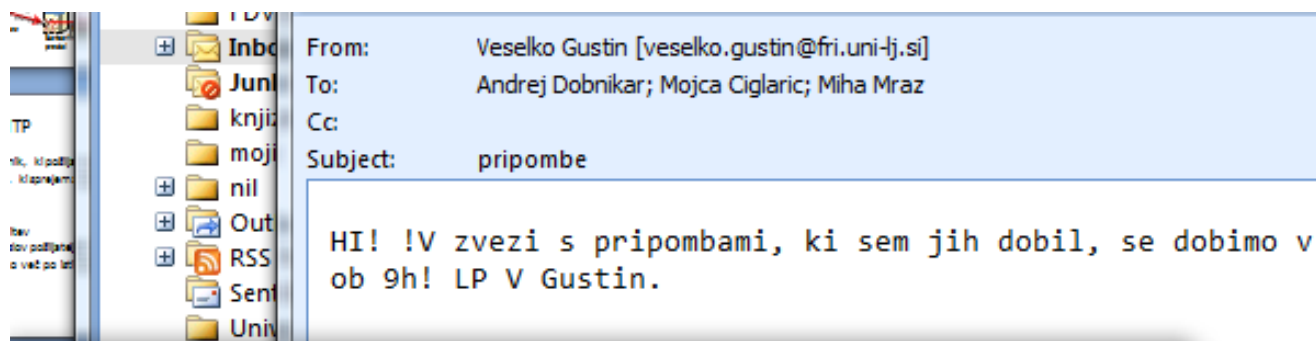 Inbo
Junk
knjiz
moji
nil
Out
RSS
Sent
Univ
TP
From: Veselko Gustin [veselko.gustin@fri.uni-lj.si]
To: Andrej Dobnikar; Mojca Ciglaric; Miha Mraz
Cc:
Subject: pripombe
HI! !V zvezi s pripombami, ki sem jih dobil, se dobimo v
ob 9h! LP V Gustin.